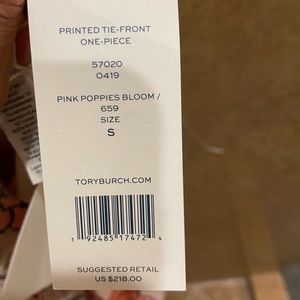 PRINTED TIE-FRONT
ONE-PIECE
57020
0419
PINK POPPIES BLOOM /
659
SIZE
S
TORYBURCH.COM
1 92485 17472 4
SUGGESTED RETAIL
US $218.00